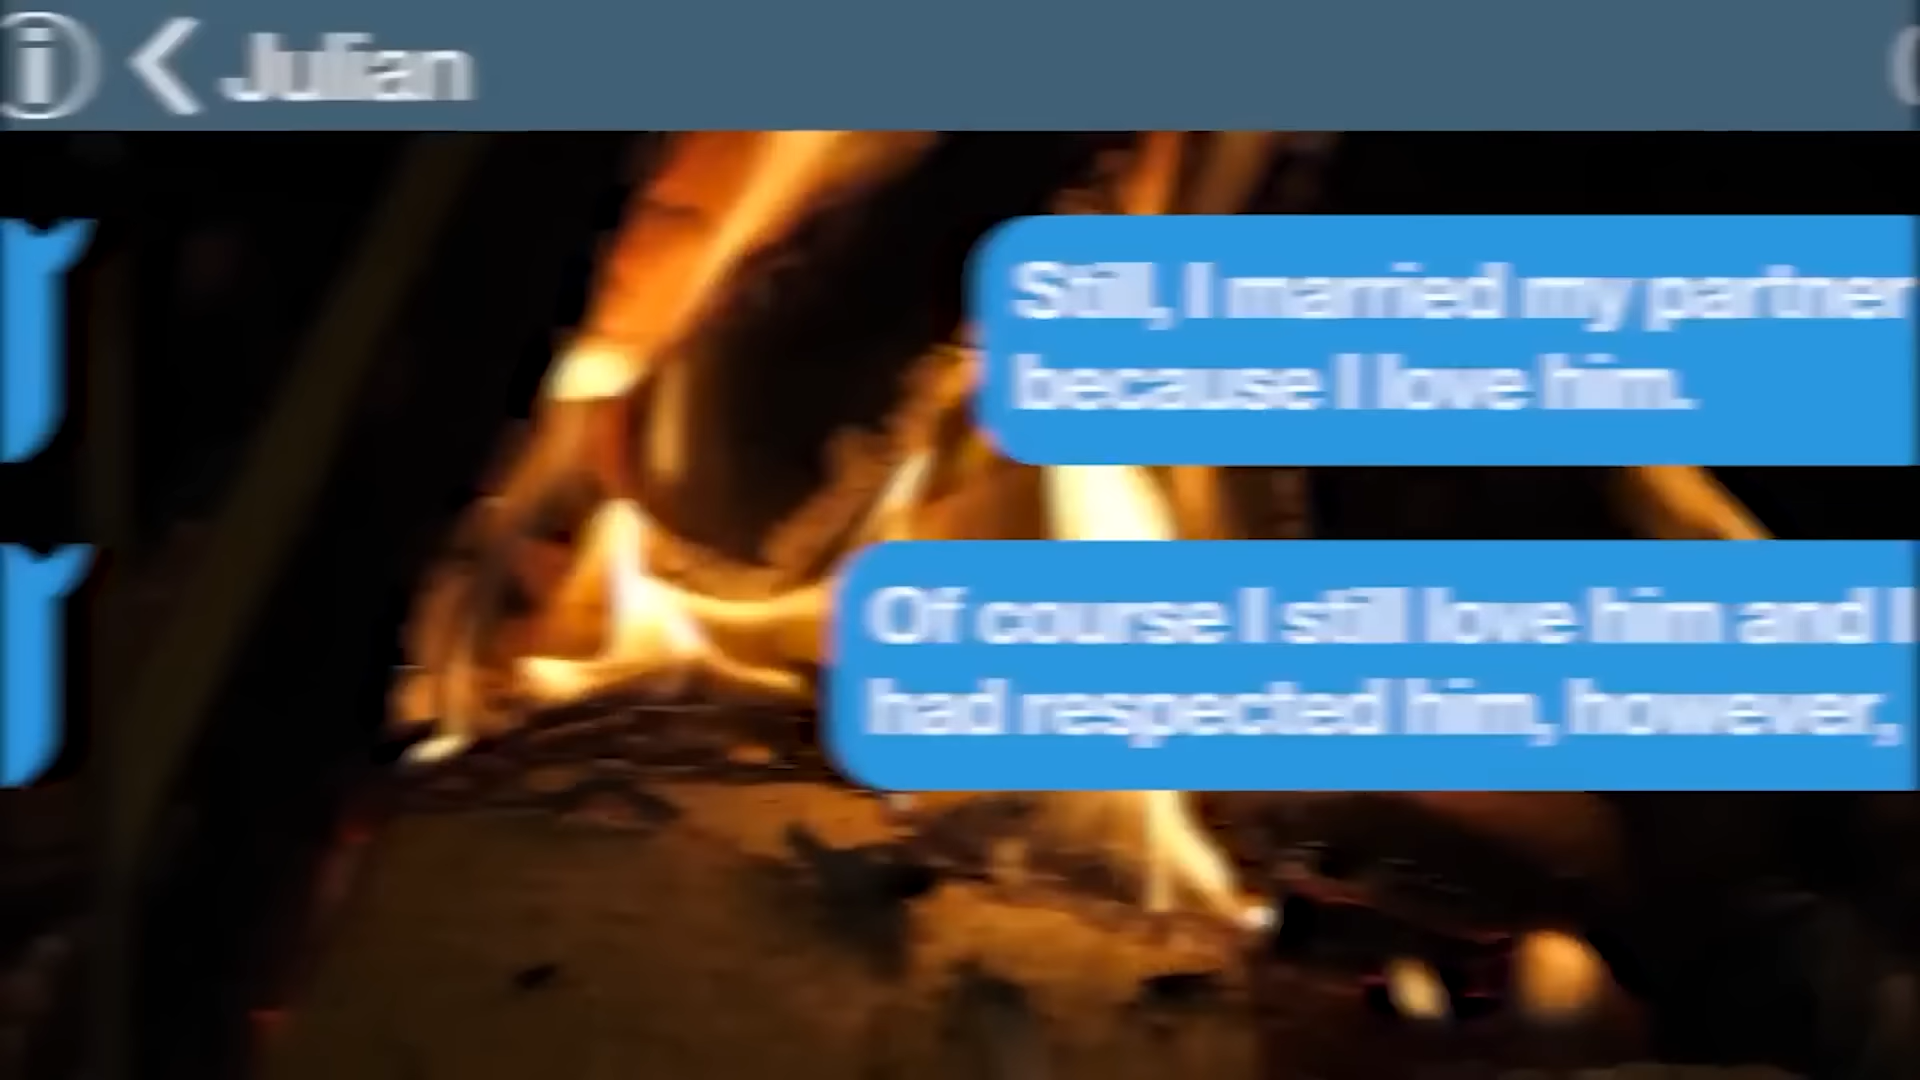 Julian
Still, I married my partner
because I love him.
Of course I still love him and I
had respected him, however,